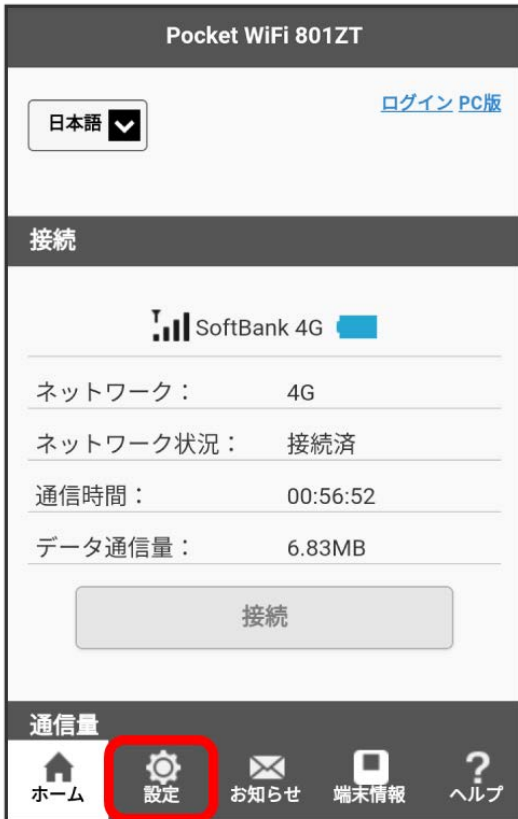 Pocket WiFi 801ZT
ログイン PC版
日本語
接続
SoftBank 4G
ネットワーク： 4G
ネットワーク状況： 接続済
通信時間： 00:56:52
データ通信量： 6.83MB
接続
通信量
ホーム 設定 お知らせ 端末情報 ヘルプ